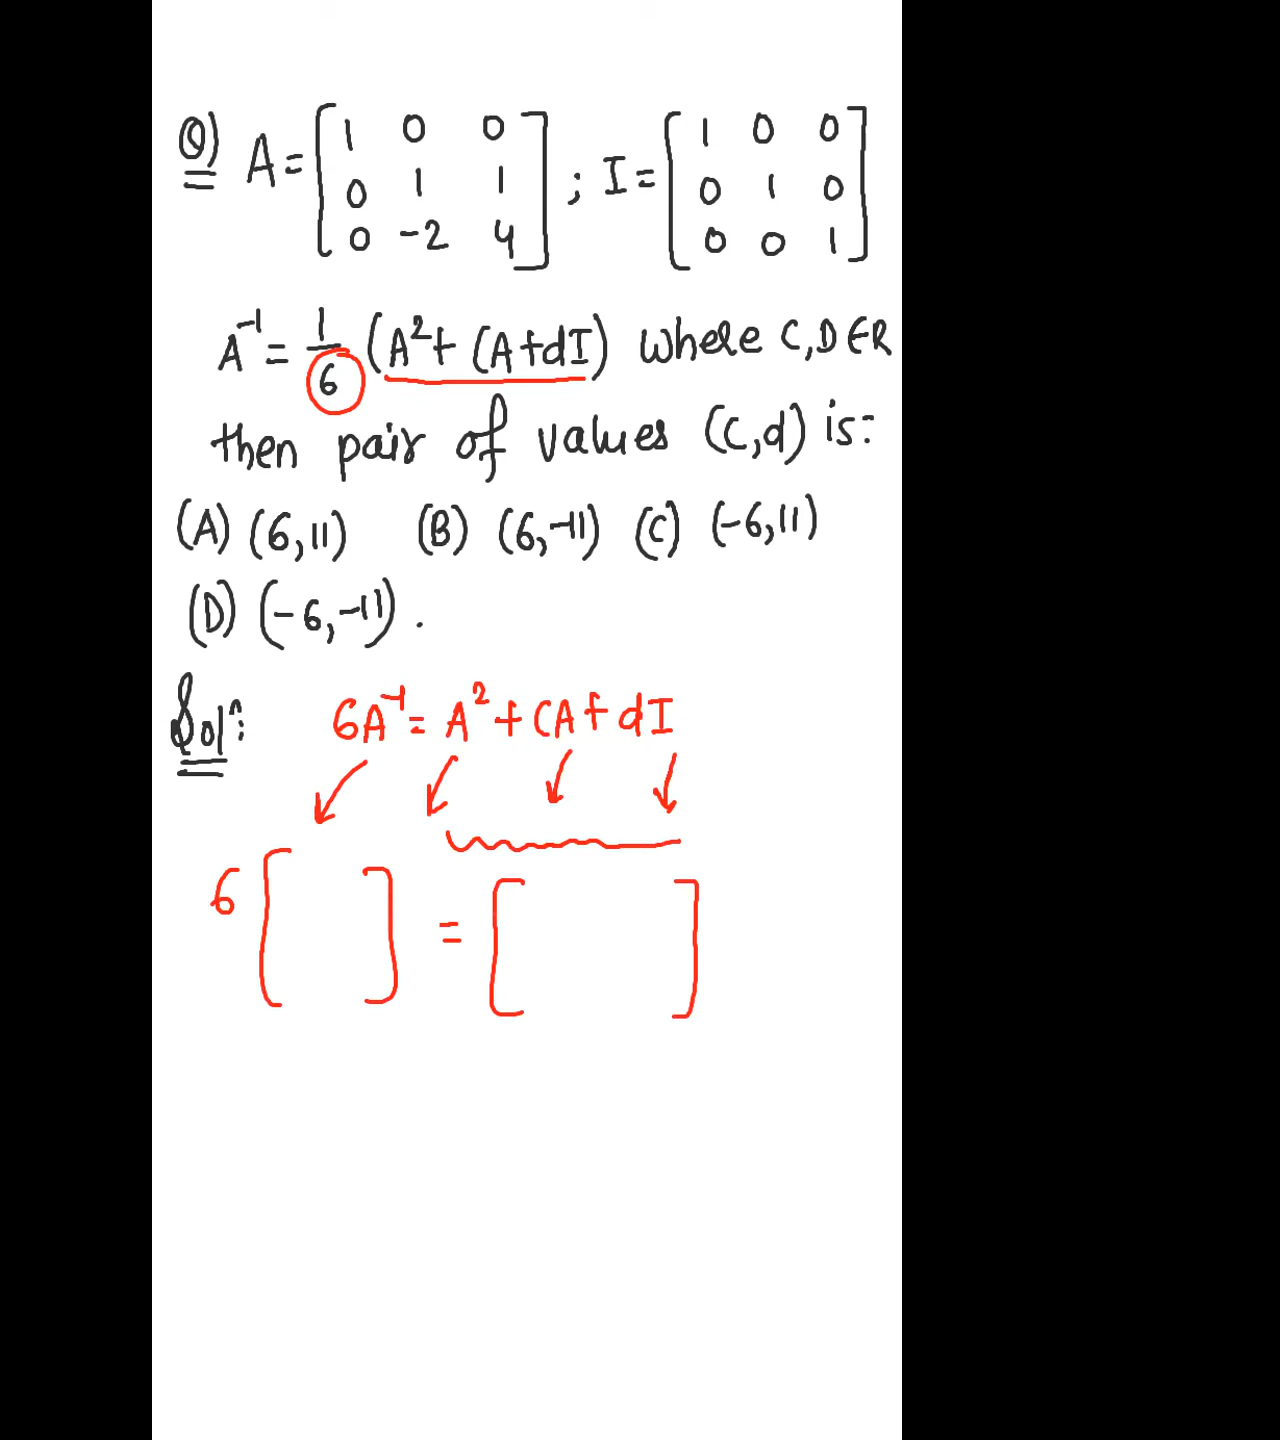 Q) A = [1 0 0 ; I = [1 0 0
0 1 1 0 1 0
0 -2 4] 0 0 1]
A⁻¹ = 1/6 (A² + (A + dI) where C, D ∈ R
then pair of values (C, d) is:
(A) (6, 11) (B) (6, -11) (C) (-6, 11)
(D) (-6, -11).
Sol^n: 6A⁻¹ = A² + CA + dI
6 [ ] = [ ]